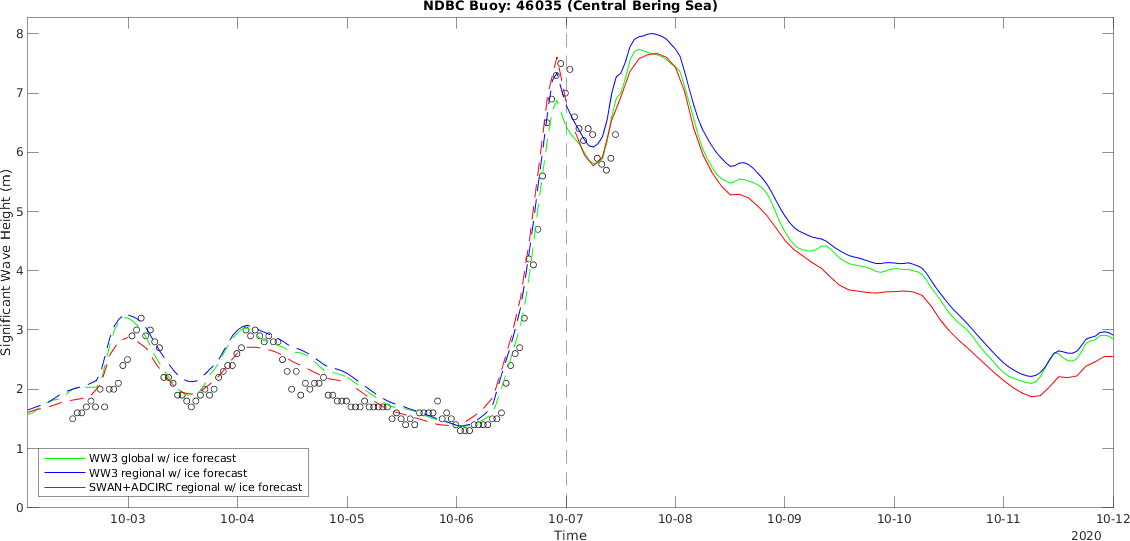 NDBC Buoy: 46035 (Central Bering Sea)
8
7
6
5
4
3
2
1
0
Significant Wave Height (m)
WW3 global w/ ice forecast
WW3 regional w/ ice forecast
SWAN+ADCIRC regional w/ ice forecast
10-03 10-04 10-05 10-06 10-07 10-08 10-09 10-10 10-11 10-12
Time
2020